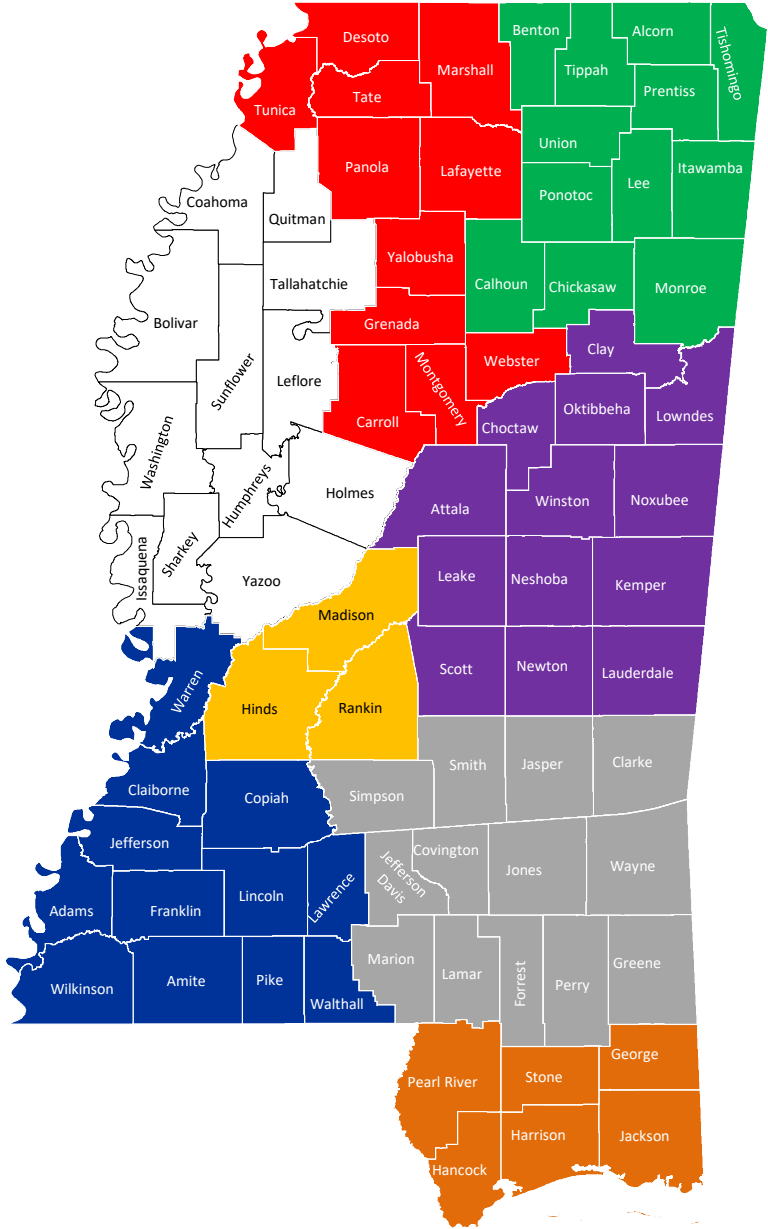 Desoto
Benton
Alcorn
Tishomingo
Marshall
Tippah
Tate
Prentiss
Tunica
Union
Panola
Lafayette
Itawamba
Lee
Ponotoc
Coahoma
Quitman
Yalobusha
Tallahatchie
Calhoun
Chickasaw
Monroe
Bolivar
Grenada
Clay
Webster
Sunflower
Leflore
Montgomery
Oktibbeha
Lowndes
Carroll
Choctaw
Washington
Humphreys
Holmes
Attala
Winston
Noxubee
Issaquena
Sharkey
Yazoo
Leake
Neshoba
Kemper
Madison
Scott
Newton
Lauderdale
Warren
Hinds
Rankin
Smith
Jasper
Clarke
Claiborne
Copiah
Simpson
Jefferson
Covington
Jefferson
Davis
Jones
Wayne
Lincoln
Lawrence
Adams
Franklin
Marion
Lamar
Forrest
Perry
Greene
Wilkinson
Amite
Pike
Walthall
George
Pearl River
Stone
Harrison
Jackson
Hancock